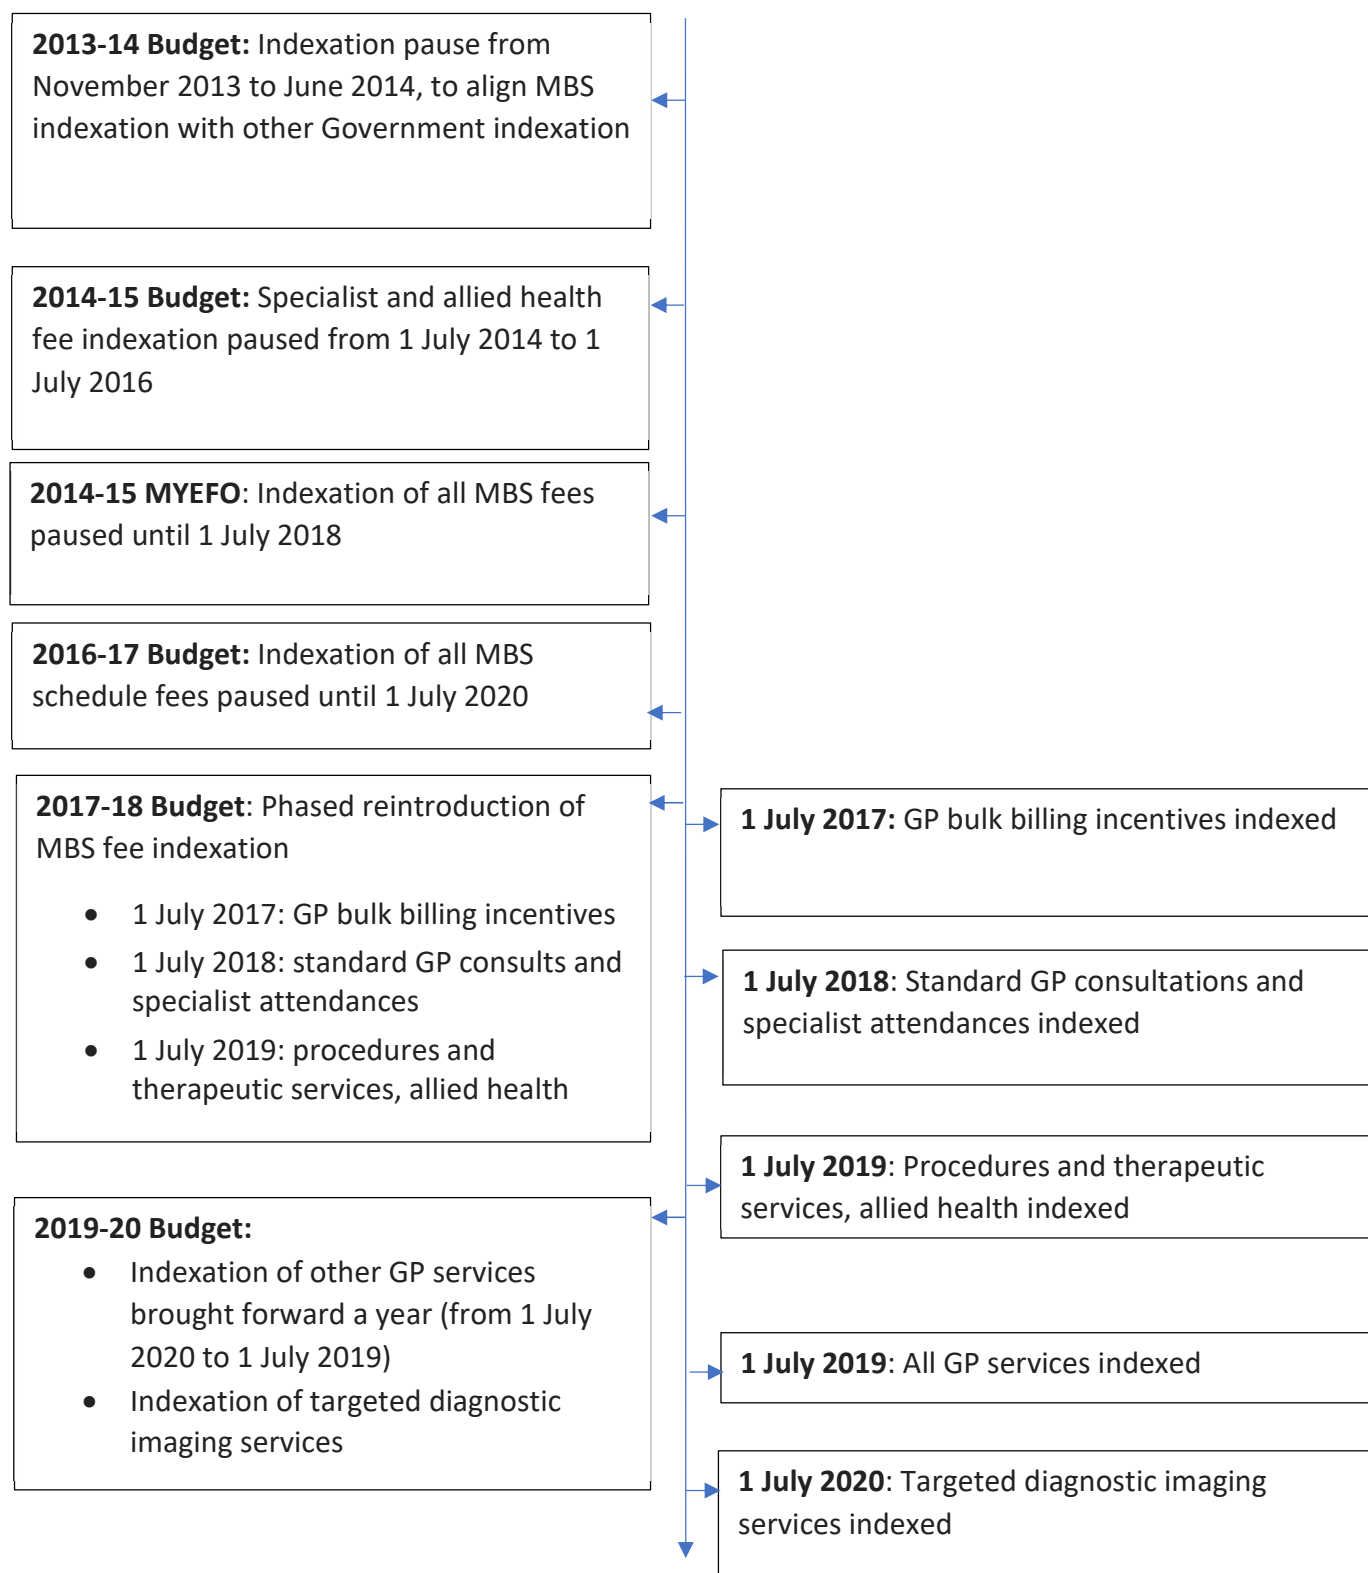 2013-14 Budget: Indexation pause from
November 2013 to June 2014, to align MBS
indexation with other Government indexation
2014-15 Budget: Specialist and allied health
fee indexation paused from 1 July 2014 to 1
July 2016
2014-15 MYEFO: Indexation of all MBS fees
paused until 1 July 2018
2016-17 Budget: Indexation of all MBS
schedule fees paused until 1 July 2020
2017-18 Budget: Phased reintroduction of
MBS fee indexation
• 1 July 2017: GP bulk billing incentives
• 1 July 2018: standard GP consults and
specialist attendances
• 1 July 2019: procedures and
therapeutic services, allied health
1 July 2017: GP bulk billing incentives indexed
1 July 2018: Standard GP consultations and
specialist attendances indexed
1 July 2019: Procedures and therapeutic
services, allied health indexed
2019-20 Budget:
• Indexation of other GP services
brought forward a year (from 1 July
2020 to 1 July 2019)
• Indexation of targeted diagnostic
imaging services
1 July 2019: All GP services indexed
1 July 2020: Targeted diagnostic imaging
services indexed